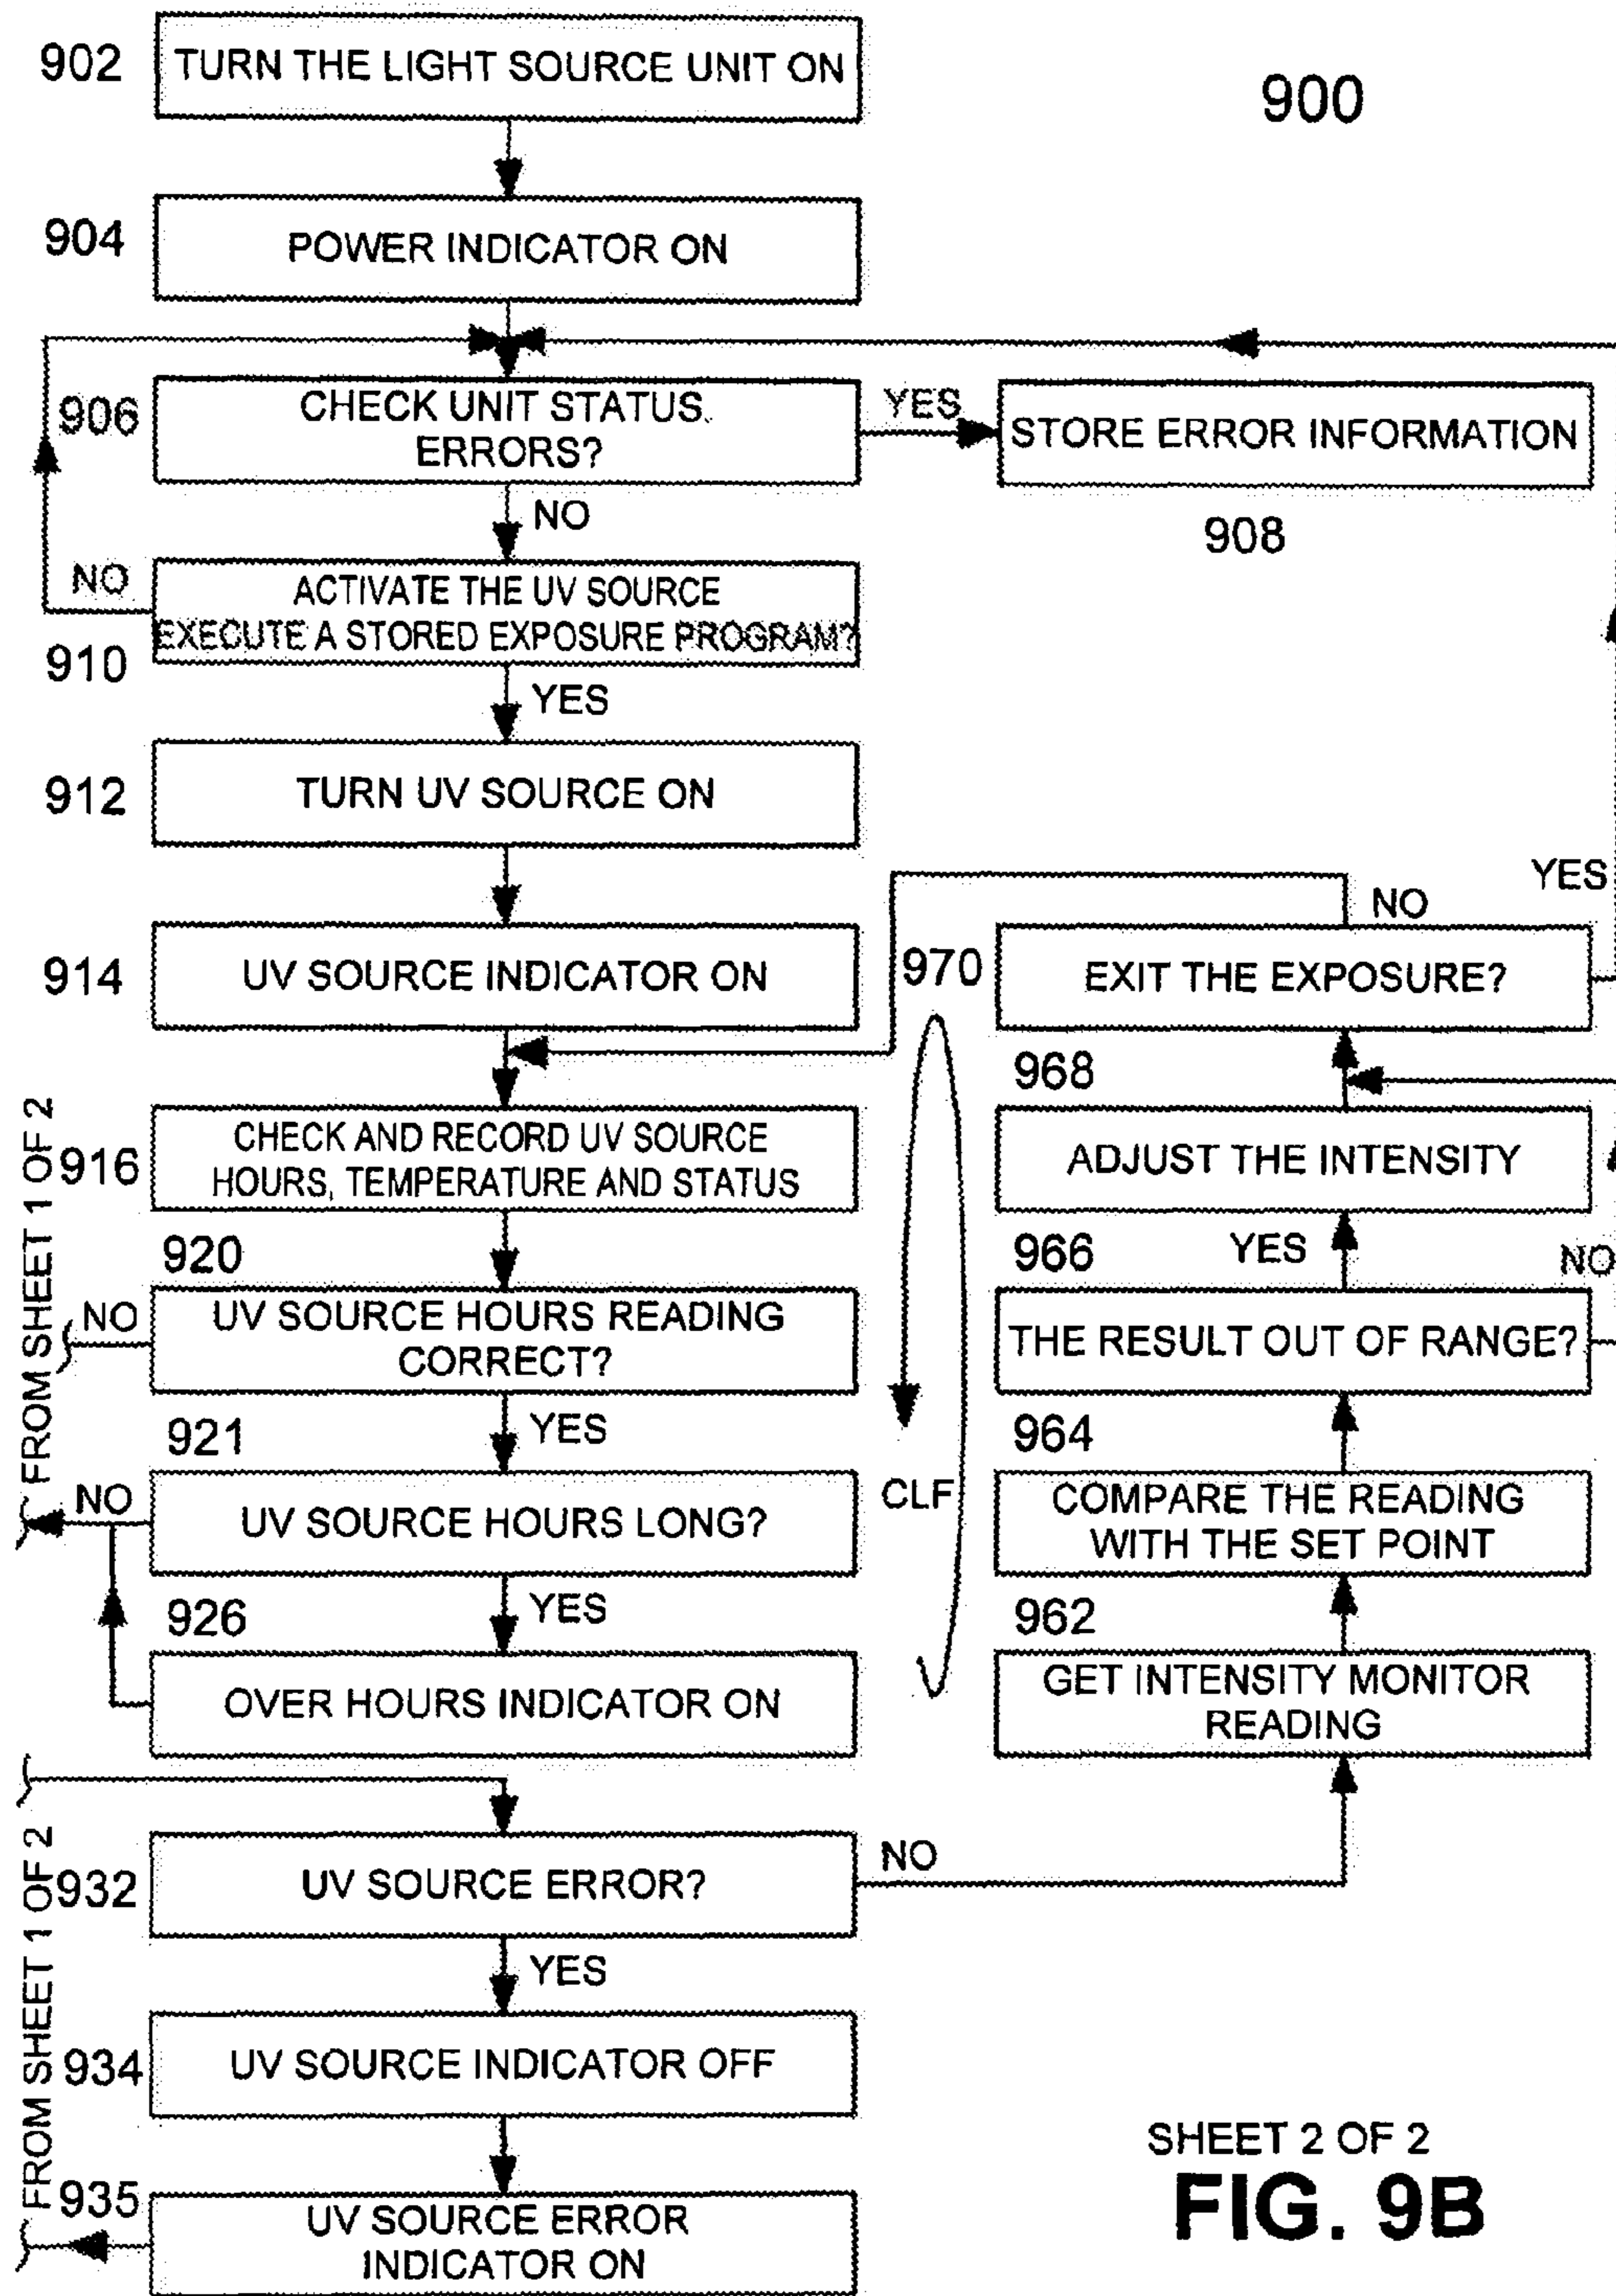 900
902
TURN THE LIGHT SOURCE UNIT ON
904
POWER INDICATOR ON
906
CHECK UNIT STATUS.
ERRORS?
YES
STORE ERROR INFORMATION
908
NO
NO
910
ACTIVATE THE UV SOURCE
EXECUTE A STORED EXPOSURE PROGRAM?
YES
912
TURN UV SOURCE ON
914
UV SOURCE INDICATOR ON
FROM SHEET 1 OF 2
916
CHECK AND RECORD UV SOURCE
HOURS, TEMPERATURE AND STATUS
920
NO
UV SOURCE HOURS READING
CORRECT?
921
YES
NO
UV SOURCE HOURS LONG?
926
YES
OVER HOURS INDICATOR ON
FROM SHEET 1 OF 2
932
UV SOURCE ERROR?
NO
YES
934
UV SOURCE INDICATOR OFF
935
UV SOURCE ERROR
INDICATOR ON
YES
NO
970
EXIT THE EXPOSURE?
968
ADJUST THE INTENSITY
966
YES
NO
THE RESULT OUT OF RANGE?
964
CLF
COMPARE THE READING
WITH THE SET POINT
962
GET INTENSITY MONITOR
READING
SHEET 2 OF 2
FIG. 9B